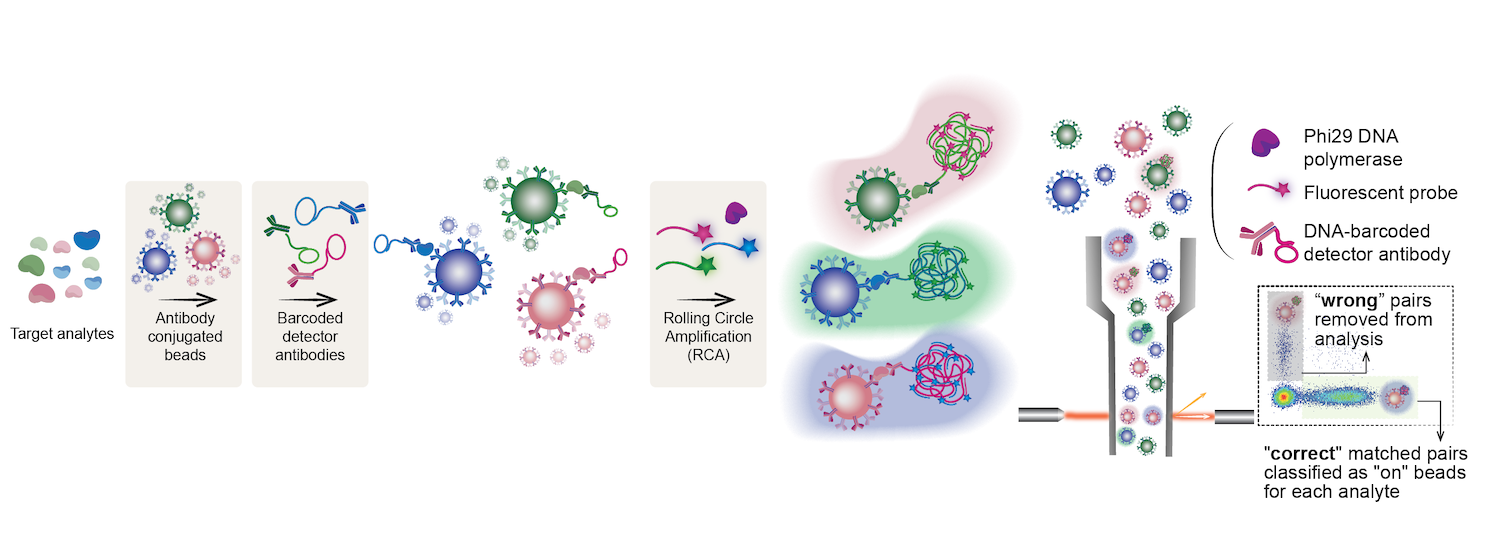 Target analytes
Antibody
conjugated
beads
Barcoded
detector
antibodies
Rolling Circle
Amplification
(RCA)
Phi29 DNA
polymerase
Fluorescent probe
DNA-barcoded
detector antibody
“wrong” pairs
removed from
analysis
"correct" matched pairs
classified as "on" beads
for each analyte